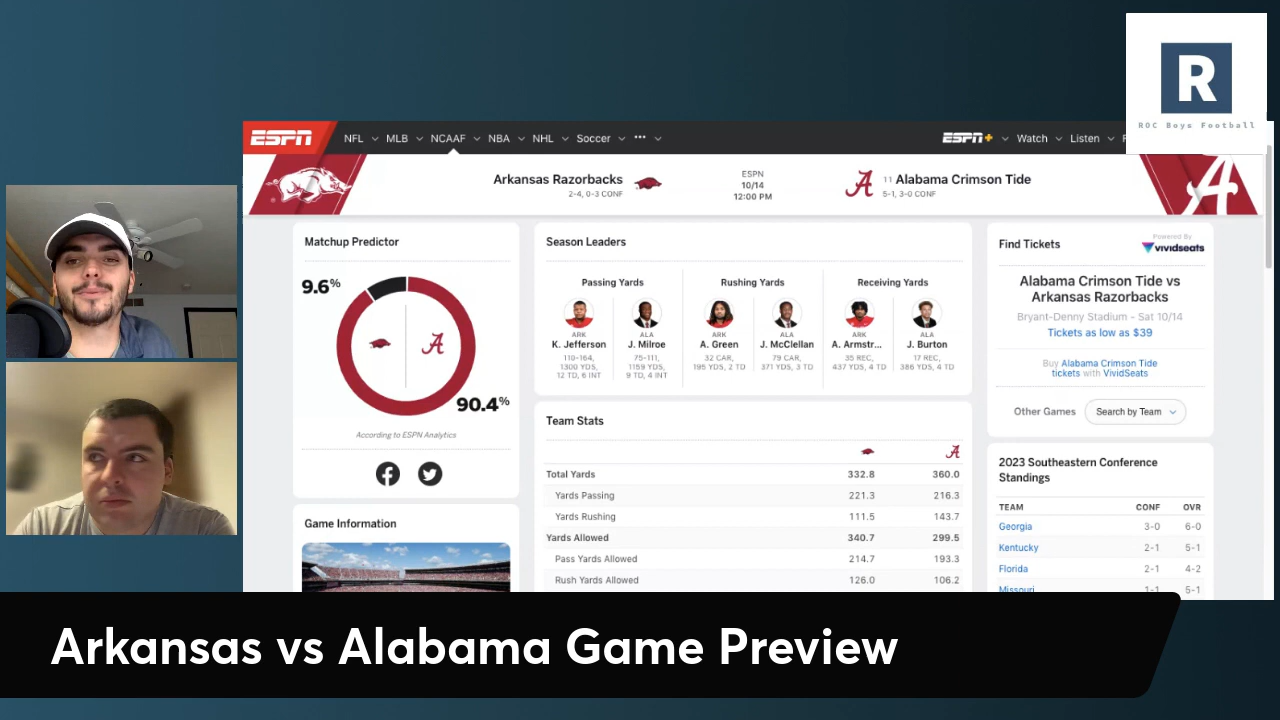 R
ROC Boys Football
ESPN
NFL MLB NCAAF NBA NHL Soccer ...
ESPN+ Watch Listen
Arkansas Razorbacks
2-4, 0-3 CONF
ESPN
10/14
12:00 PM
11 Alabama Crimson Tide
5-1, 3-0 CONF
Matchup Predictor
9.6%
90.4%
According to ESPN Analytics
Game Information
Season Leaders
Passing Yards Rushing Yards Receiving Yards
ARK ALA ARK ALA ARK ALA
K. Jefferson J. Milroe A. Green J. McClellan A. Armstr... J. Burton
110-164, 75-111, 32 CAR, 79 CAR, 35 REC, 17 REC,
1300 YDS, 1159 YDS, 195 YDS, 2 TD 371 YDS, 3 TD 437 YDS, 4 TD 386 YDS, 4 TD
12 TD, 6 INT 9 TD, 4 INT
Team Stats
Total Yards 332.8 360.0
Yards Passing 221.3 216.3
Yards Rushing 111.5 143.7
Yards Allowed 340.7 299.5
Pass Yards Allowed 214.7 193.3
Rush Yards Allowed 126.0 106.2
Find Tickets
Powered By
vividseats
Alabama Crimson Tide vs
Arkansas Razorbacks
Bryant-Denny Stadium - Sat 10/14
Tickets as low as $39
Buy Alabama Crimson Tide
tickets with VividSeats
Other Games Search by Team
2023 Southeastern Conference
Standings
TEAM CONF OVR
Georgia 3-0 6-0
Kentucky 2-1 5-1
Florida 2-1 4-2
Missouri 1-1 5-1
Arkansas vs Alabama Game Preview